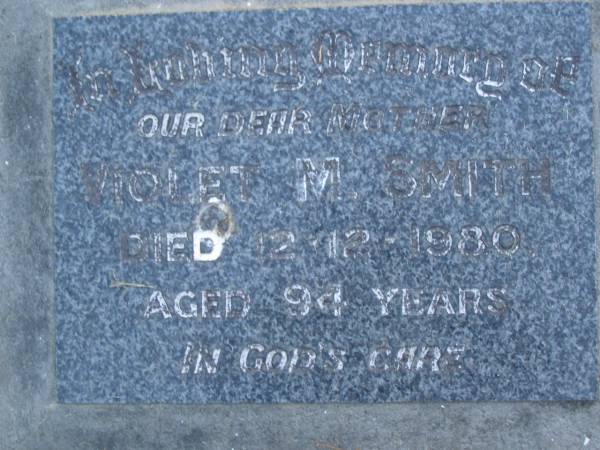 In Loving Memory of
OUR DEAR MOTHER
VIOLET M. SMITH
DIED 12-12-1980.
AGED 94 YEARS
IN GOD'S CARE